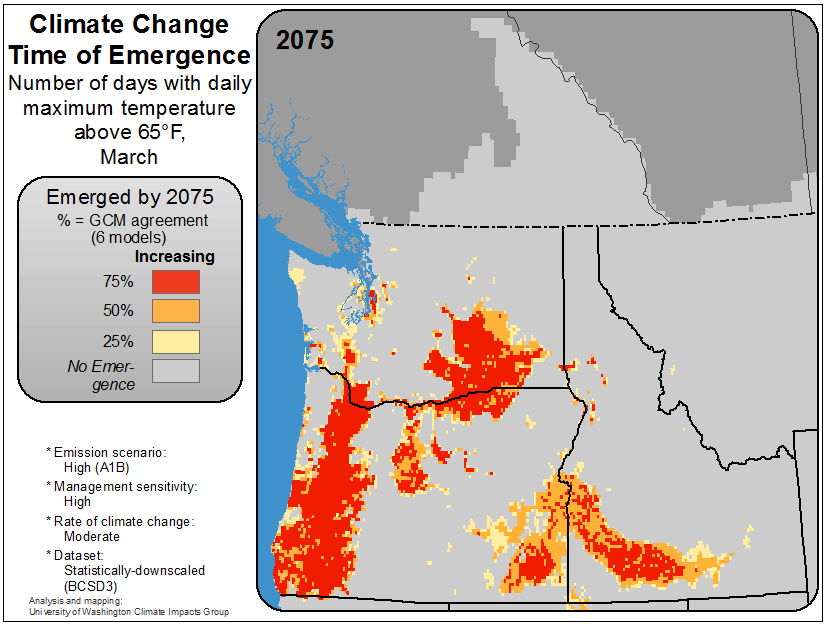 Climate Change
Time of Emergence
Number of days with daily
maximum temperature
above 65°F,
March
2075
Emerged by 2075
% = GCM agreement
(6 models)
Increasing
75%
50%
25%
No Emer-
gence
* Emission scenario:
High (A1B)
* Management sensitivity:
High
* Rate of climate change:
Moderate
* Dataset:
Statistically-downscaled
(BCSD3)
Analysis and mapping:
University of Washington Climate Impacts Group